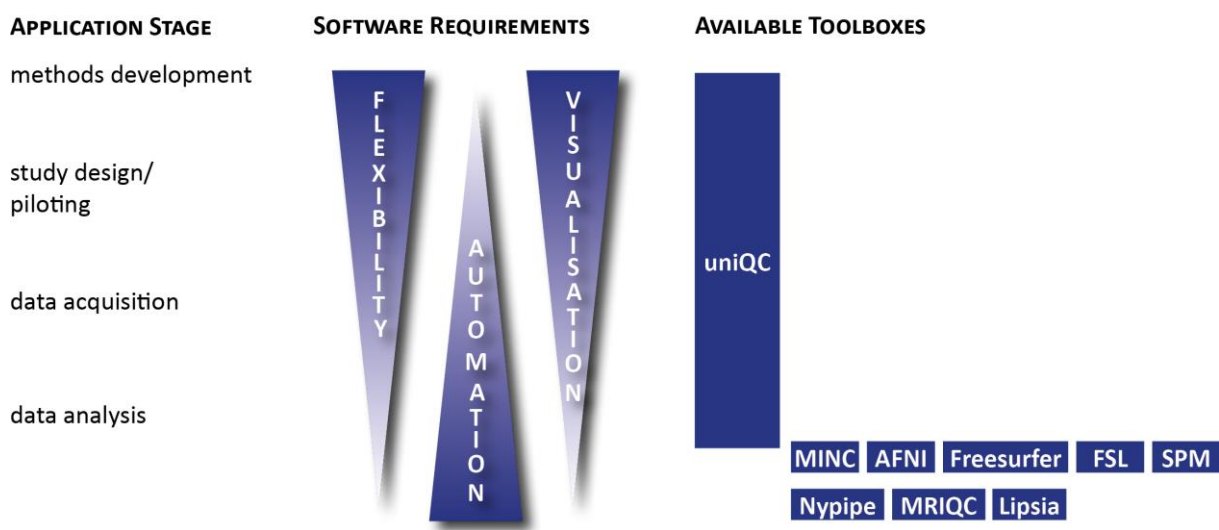 APPLICATION STAGE
SOFTWARE REQUIREMENTS
AVAILABLE TOOLBOXES
methods development
study design/
piloting
data acquisition
data analysis
FLEXIBILITY
AUTOMATION
VISUALISATION
uniQC
MINC AFNI Freesurfer FSL SPM
Nypipe MRIQC Lipsia